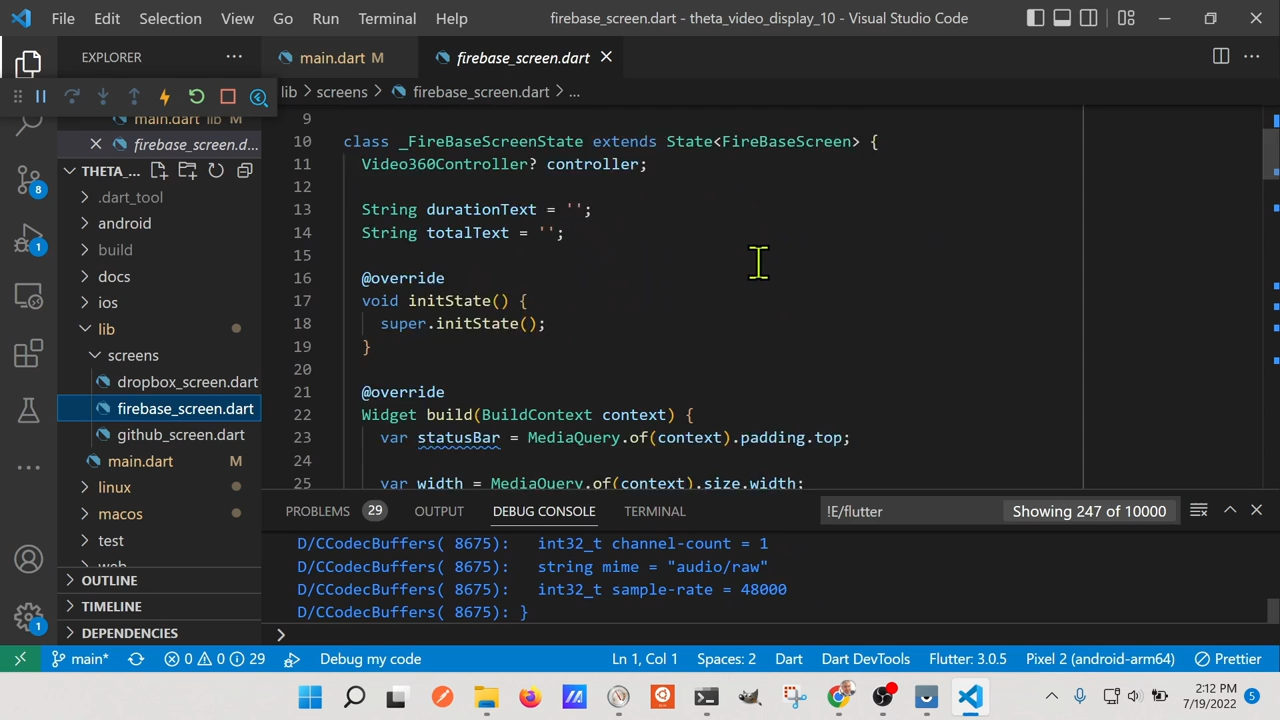 File Edit Selection View Go Run Terminal Help firebase_screen.dart - theta_video_display_10 - Visual Studio Code
EXPLORER ... main.dart M firebase_screen.dart
lib > screens > firebase_screen.dart > ...
main.dart lib M
firebase_screen.d...
THETA_...
.dart_tool
android
build
docs
ios
lib
screens
dropbox_screen.dart
firebase_screen.dart
github_screen.dart
main.dart M
linux
macos
test
OUTLINE
TIMELINE
DEPENDENCIES
8
1
1
9
10 class _FireBaseScreenState extends State<FireBaseScreen> {
11 Video360Controller? controller;
12
13 String durationText = '';
14 String totalText = '';
15
16 @override
17 void initState() {
18 super.initState();
19 }
20
21 @override
22 Widget build(BuildContext context) {
23 var statusBar = MediaQuery.of(context).padding.top;
24
25 var width = MediaQuery.of(context).size.width;
PROBLEMS 29 OUTPUT DEBUG CONSOLE TERMINAL !E/flutter Showing 247 of 10000
D/CCodecBuffers( 8675): int32_t channel-count = 1
D/CCodecBuffers( 8675): string mime = "audio/raw"
D/CCodecBuffers( 8675): int32_t sample-rate = 48000
D/CCodecBuffers( 8675): }
>
main* 0 0 29 Debug my code Ln 1, Col 1 Spaces: 2 Dart Dart DevTools Flutter: 3.0.5 Pixel 2 (android-arm64) Prettier
2:12 PM
7/19/2022
5